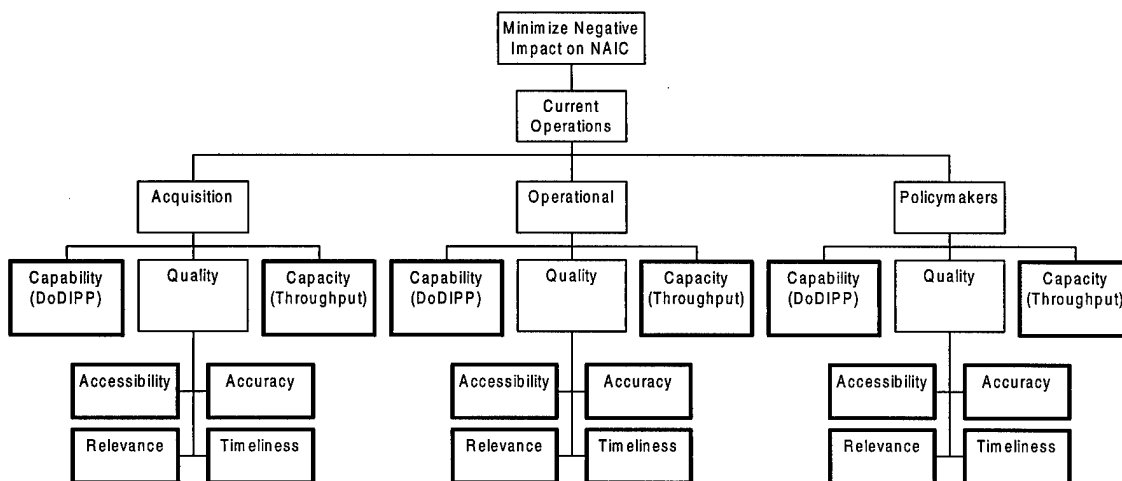 Minimize Negative
Impact on NAIC
Current
Operations
Acquisition
Operational
Policymakers
Capability
(DoDIPP)
Quality
Capacity
(Throughput)
Capability
(DoDIPP)
Quality
Capacity
(Throughput)
Capability
(DoDIPP)
Quality
Capacity
(Throughput)
Accessibility
Accuracy
Accessibility
Accuracy
Accessibility
Accuracy
Relevance
Timeliness
Relevance
Timeliness
Relevance
Timeliness